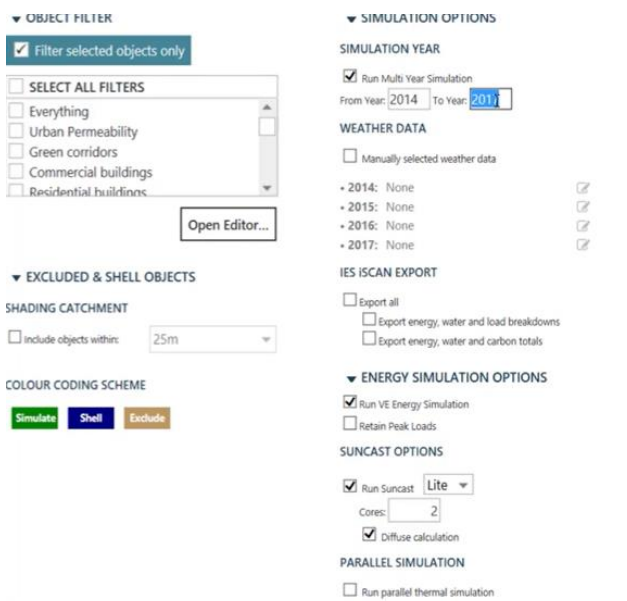 OBJECT FILTER
Filter selected objects only
SELECT ALL FILTERS
Everything
Urban Permeability
Green corridors
Commercial buildings
Residential buildings
Open Editor...
EXCLUDED & SHELL OBJECTS
SHADING CATCHMENT
Include objects within:
25m
COLOUR CODING SCHEME
Simulate
Shell
Exclude
SIMULATION OPTIONS
SIMULATION YEAR
Run Multi Year Simulation
From Year: 2014 To Year: 2017
WEATHER DATA
Manually selected weather data
• 2014: None
• 2015: None
• 2016: None
• 2017: None
IES iSCAN EXPORT
Export all
Export energy, water and load breakdowns
Export energy, water and carbon totals
ENERGY SIMULATION OPTIONS
Run VE Energy Simulation
Retain Peak Loads
SUNCAST OPTIONS
Run Suncast Lite
Cores: 2
Diffuse calculation
PARALLEL SIMULATION
Run parallel thermal simulation